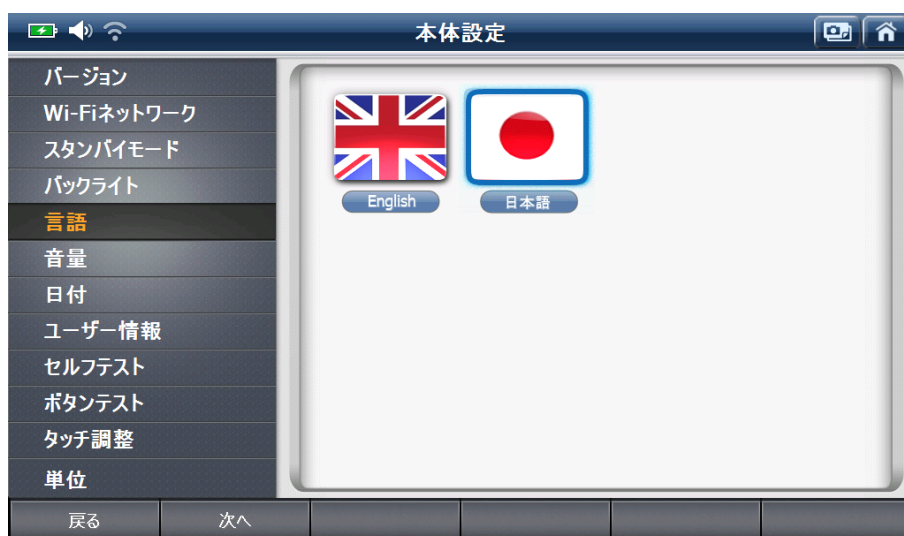 本体設定
バージョン
Wi-Fiネットワーク
スタンバイモード
バックライト
言語
音量
日付
ユーザー情報
セルフテスト
ボタンテスト
タッチ調整
単位
English
日本語
戻る
次へ